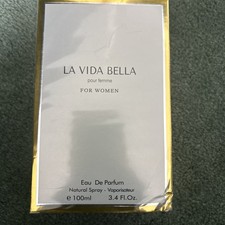 LA VIDA BELLA
pour femme
FOR WOMEN
Eau De Parfum
Natural Spray - Vaporisateur
e 100ml 3.4 Fl.Oz.